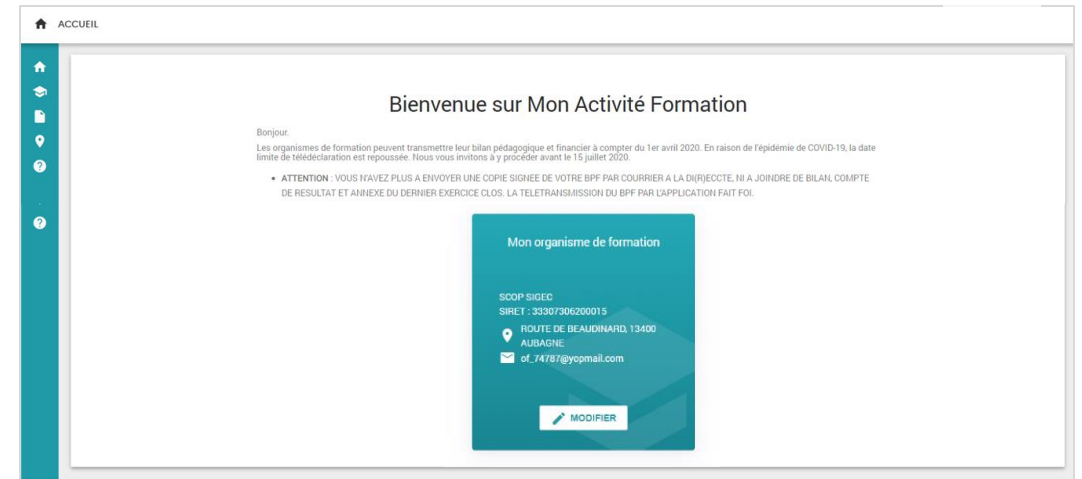 ACCUEIL
Bienvenue sur Mon Activité Formation
Bonjour.
Les organismes de formation peuvent transmettre leur bilan pédagogique et financier à compter du 1er avril 2020. En raison de l'épidémie de COVID-19, la date
limite de télédéclaration est repoussée. Nous vous invitons à y procéder avant le 15 juillet 2020.
• ATTENTION : VOUS N'AVEZ PLUS A ENVOYER UNE COPIE SIGNEE DE VOTRE BPF PAR COURRIER A LA DI(R)ECCTE, NI A JOINDRE DE BILAN, COMPTE
DE RESULTAT ET ANNEXE DU DERNIER EXERCICE CLOS. LA TELETRANSMISSION DU BPF PAR L'APPLICATION FAIT FOI.
Mon organisme de formation
SCOP SIGEC
SIRET : 33307306200015
ROUTE DE BEAUDINARD, 13400
AUBAGNE
of_74787@yopmail.com
MODIFIER